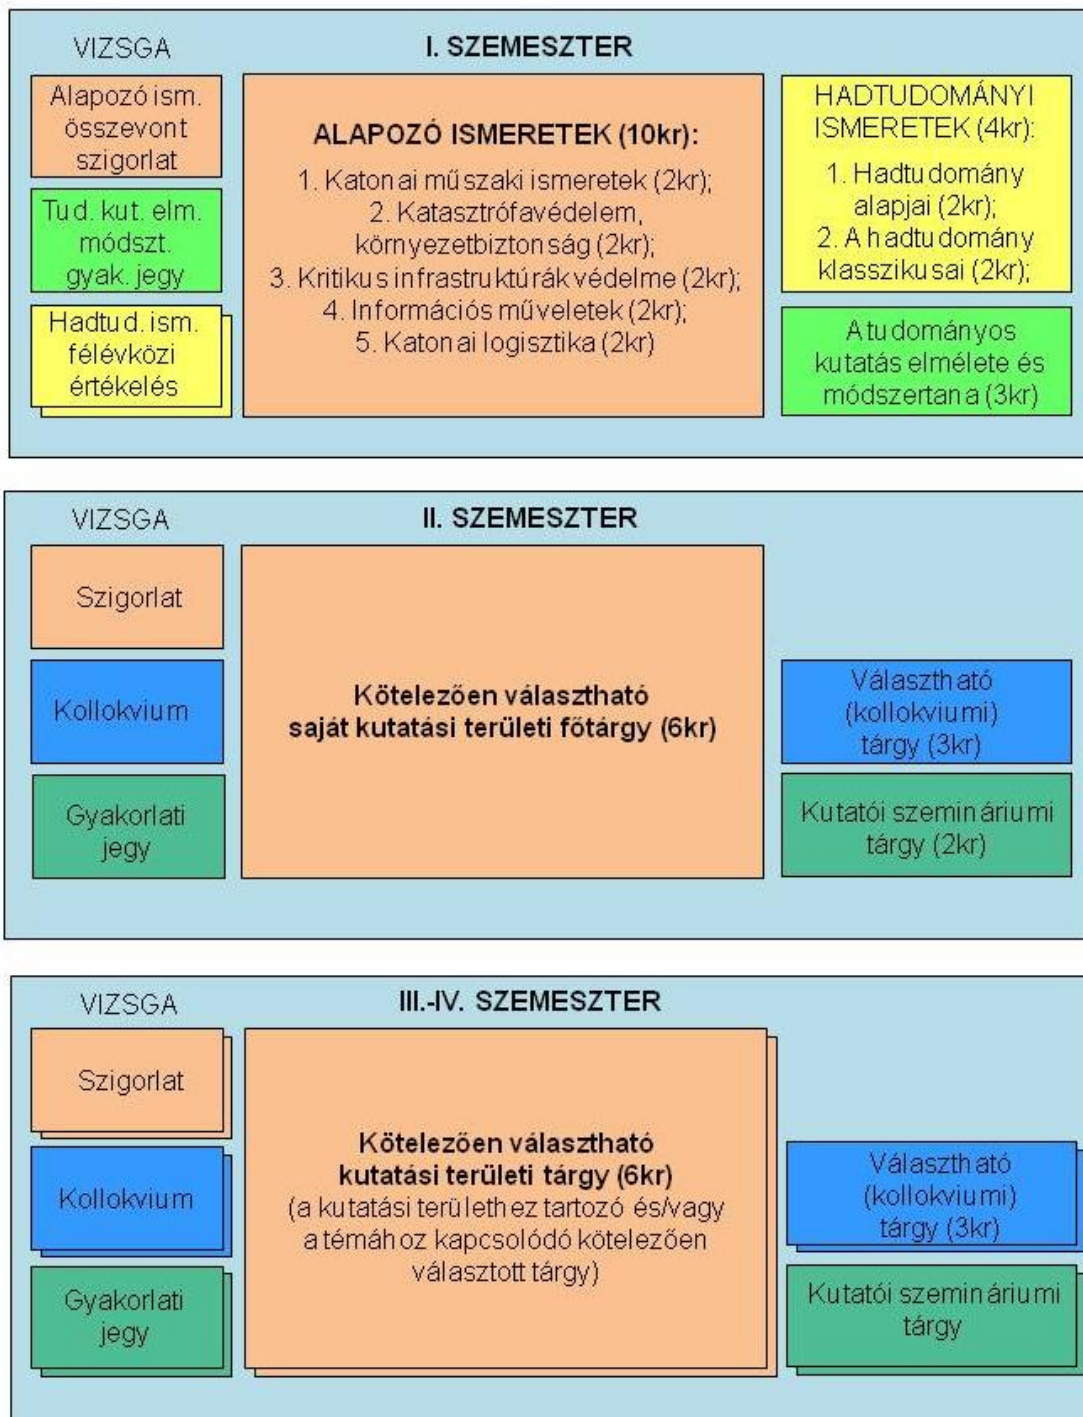 VIZSGA
I. SZEMESZTER
Alapozó ism.
összevont
szigorlat
Tud. kut. elm.
módszt.
gyak. jegy
Hadtud. ism.
félévközi
értékelés
ALAPOZÓ ISMERETEK (10kr):
1. Katonai műszaki ismeretek (2kr);
2. Katasztrófavédelem,
környezetbiztonság (2kr);
3. Kritikus infrastruktúrák védelme (2kr);
4. Információs műveletek (2kr);
5. Katonai logisztika (2kr)
HADTUDOMÁNYI
ISMERETEK (4kr):
1. Hadtudomány
alapjai (2kr);
2. A hadtudomány
klasszikusai (2kr);
A tudományos
kutatás elmélete és
módszertana (3kr)
VIZSGA
II. SZEMESZTER
Szigorlat
Kollokvium
Gyakorlati
jegy
Kötelezően választható
saját kutatási területi főtárgy (6kr)
Választható
(kollokviumi)
tárgy (3kr)
Kutatói szemináriumi
tárgy (2kr)
VIZSGA
III.-IV. SZEMESZTER
Szigorlat
Kollokvium
Gyakorlati
jegy
Kötelezően választható
kutatási területi tárgy (6kr)
(a kutatási területhez tartozó és/vagy
a témához kapcsolódó kötelezően
választott tárgy)
Választható
(kollokviumi)
tárgy (3kr)
Kutatói szemináriumi
tárgy